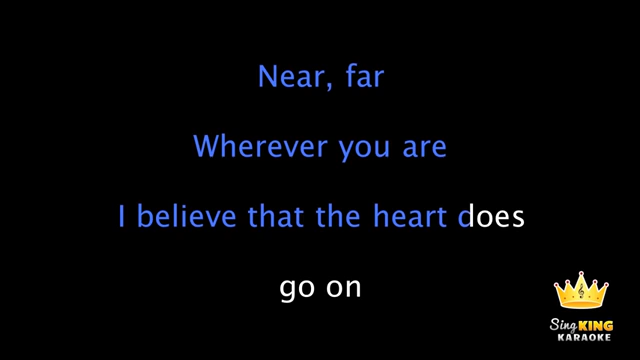 Near, far
Wherever you are
I believe that the heart does
go on
Sing KING
KARAOKE